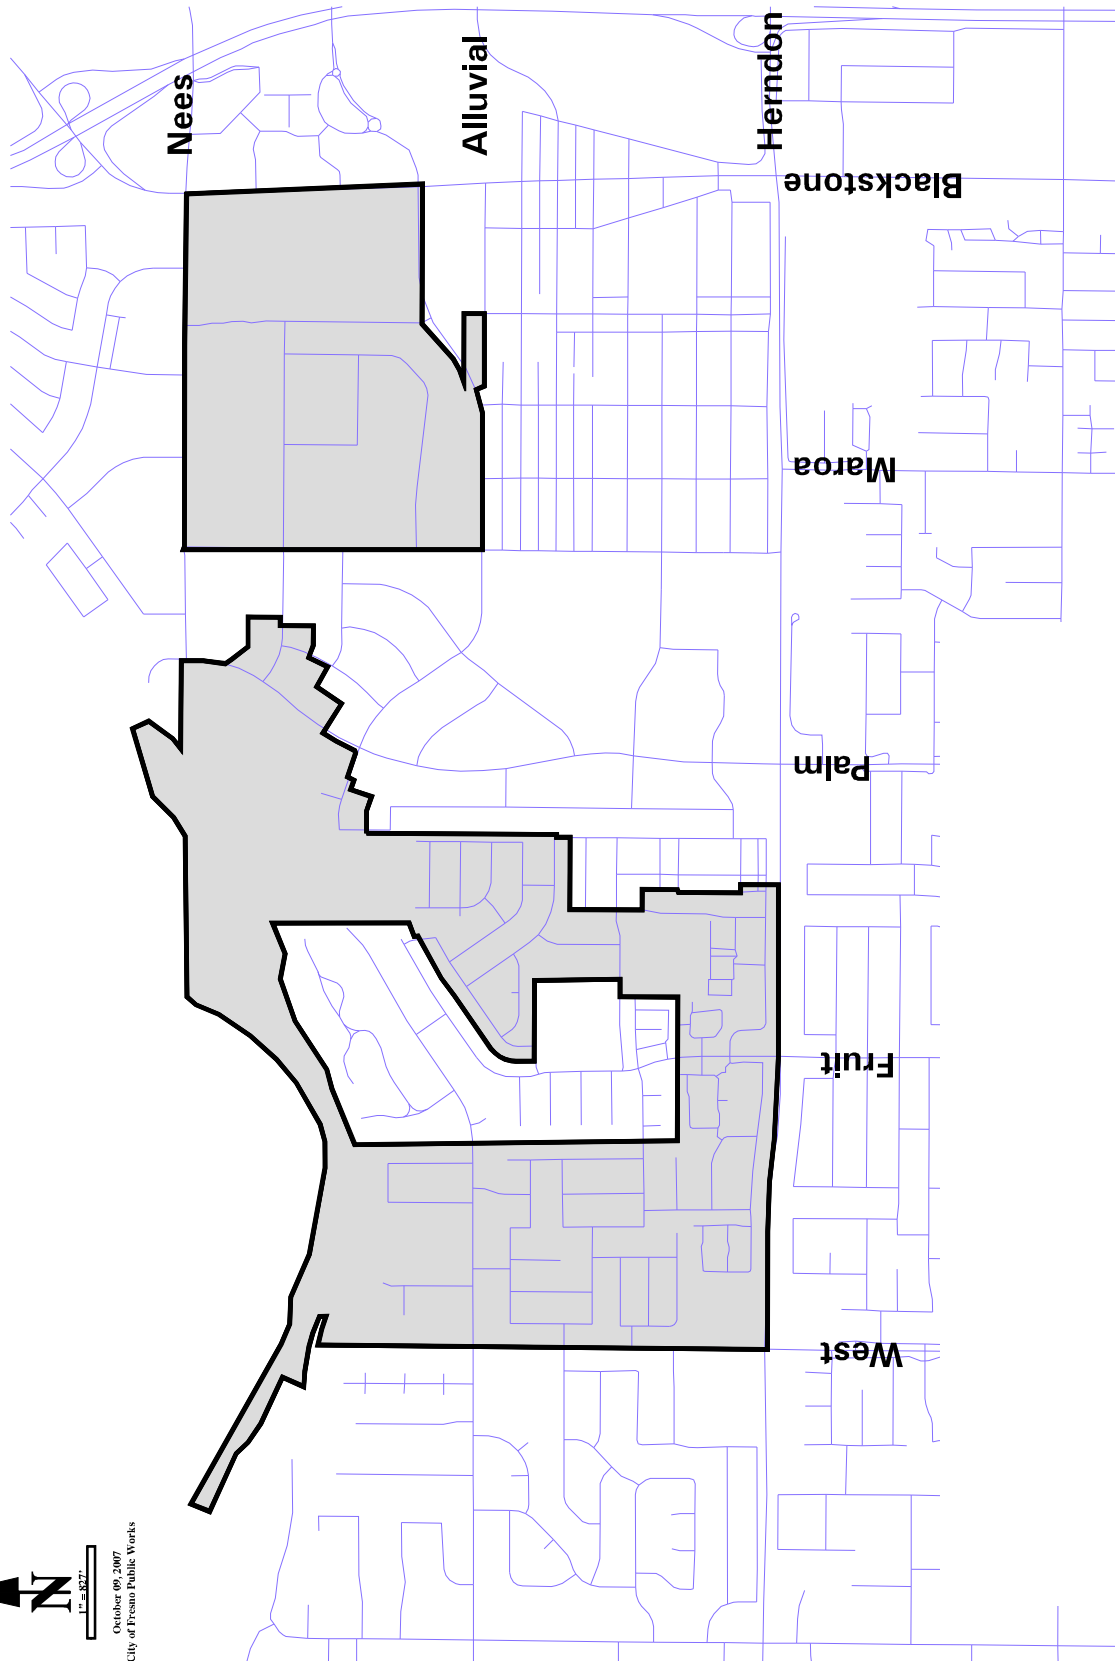 Nees
Alluvial
Herndon
Blackstone
Maroa
Palm
Fruit
West
N
1" = 827'
October 09, 2007
City of Fresno Public Works